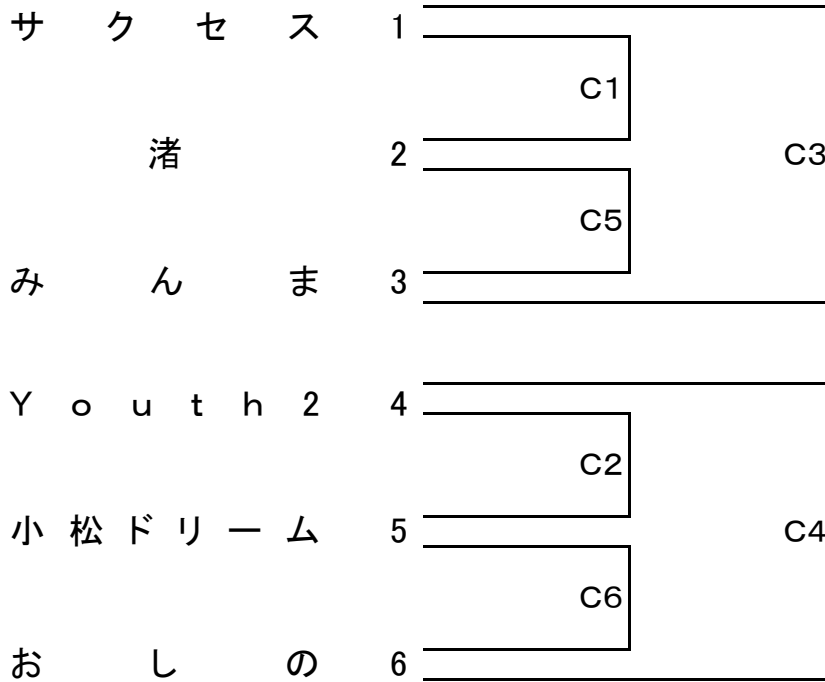 サクセス 1
C1
渚 2 C3
C5
みんま 3
Ｙｏｕｔｈ2 4
C2
小松ドリーム 5 C4
C6
おしの 6